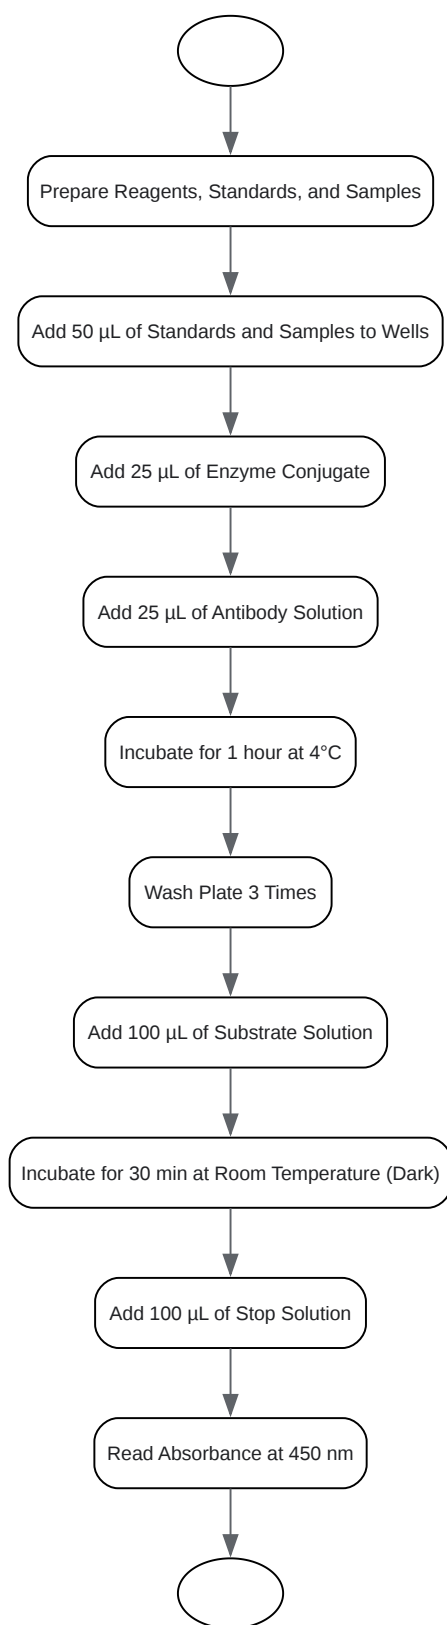 Prepare Reagents, Standards, and Samples
Add 50 µL of Standards and Samples to Wells
Add 25 µL of Enzyme Conjugate
Add 25 µL of Antibody Solution
Incubate for 1 hour at 4°C
Wash Plate 3 Times
Add 100 µL of Substrate Solution
Incubate for 30 min at Room Temperature (Dark)
Add 100 µL of Stop Solution
Read Absorbance at 450 nm